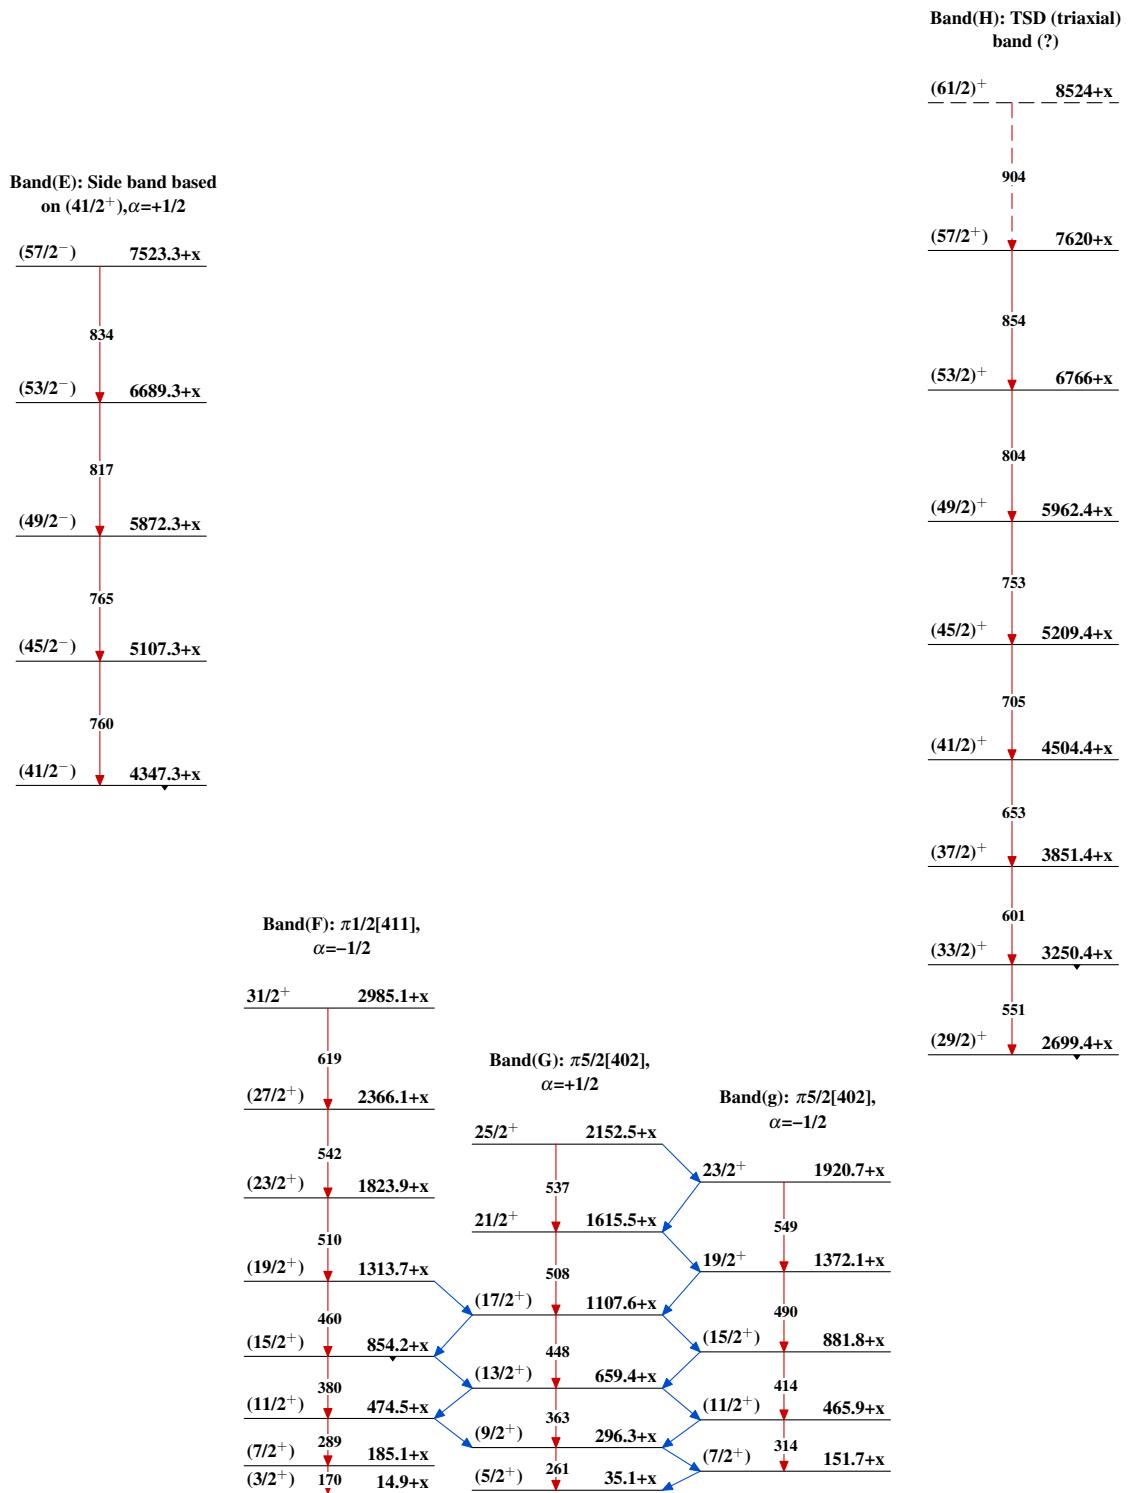 Band(H): TSD (triaxial)
band (?)
(61/2)⁺ 8524+x
904
(57/2⁺) 7620+x
854
(53/2)⁺ 6766+x
804
(49/2)⁺ 5962.4+x
753
(45/2)⁺ 5209.4+x
705
(41/2)⁺ 4504.4+x
653
(37/2)⁺ 3851.4+x
601
(33/2)⁺ 3250.4+x
551
(29/2)⁺ 2699.4+x
Band(E): Side band based
on (41/2⁺),α=+1/2
(57/2⁻) 7523.3+x
834
(53/2⁻) 6689.3+x
817
(49/2⁻) 5872.3+x
765
(45/2⁻) 5107.3+x
760
(41/2⁻) 4347.3+x
Band(F): π1/2[411],
α=−1/2
31/2⁺ 2985.1+x
619
(27/2⁺) 2366.1+x
542
(23/2⁺) 1823.9+x
510
(19/2⁺) 1313.7+x
460
(15/2⁺) 854.2+x
380
(11/2⁺) 474.5+x
289
(7/2⁺) 185.1+x
(3/2⁺) 170 14.9+x
Band(G): π5/2[402],
α=+1/2
25/2⁺ 2152.5+x
537
21/2⁺ 1615.5+x
508
(17/2⁺) 1107.6+x
448
(13/2⁺) 659.4+x
363
(9/2⁺) 296.3+x
261
(5/2⁺) 35.1+x
Band(g): π5/2[402],
α=−1/2
23/2⁺ 1920.7+x
549
19/2⁺ 1372.1+x
490
(15/2⁺) 881.8+x
414
(11/2⁺) 465.9+x
314
(7/2⁺) 151.7+x